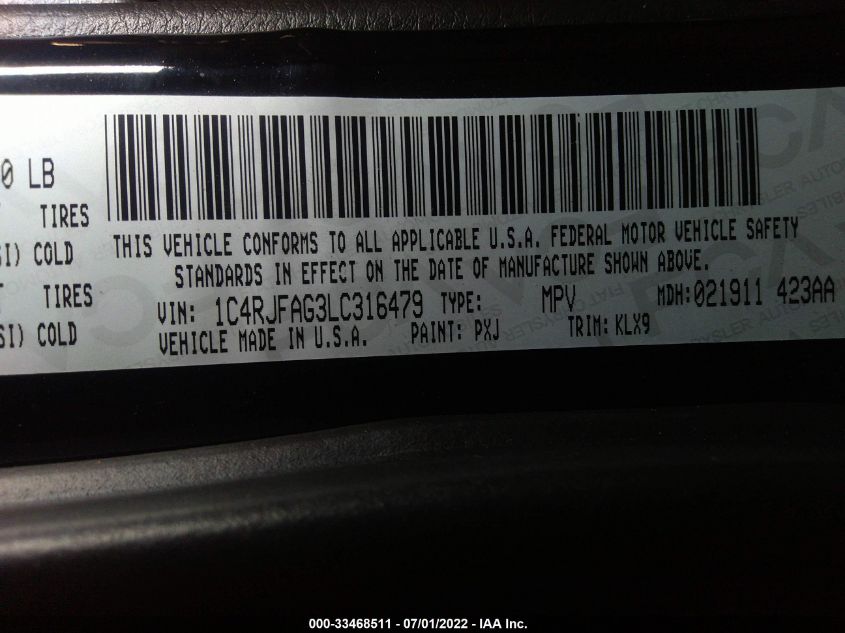 0 LB
TIRES
SI) COLD
TIRES
SI) COLD
THIS VEHICLE CONFORMS TO ALL APPLICABLE U.S.A. FEDERAL MOTOR VEHICLE SAFETY
STANDARDS IN EFFECT ON THE DATE OF MANUFACTURE SHOWN ABOVE.
VIN: 1C4RJFAG3LC316479 TYPE: MPV MDH: 021911 423AA
VEHICLE MADE IN U.S.A. PAINT: PXJ TRIM: KLX9
000-33468511 - 07/01/2022 - IAA Inc.